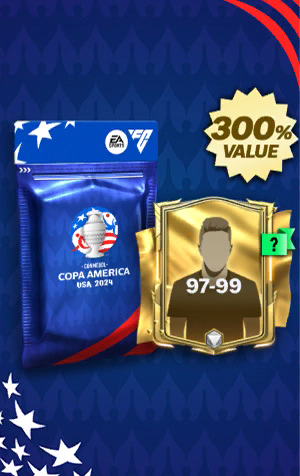 EA
SPORTS
FC
300%
VALUE
CONMEBOL
COPA AMERICA
USA 2024
?
97-99